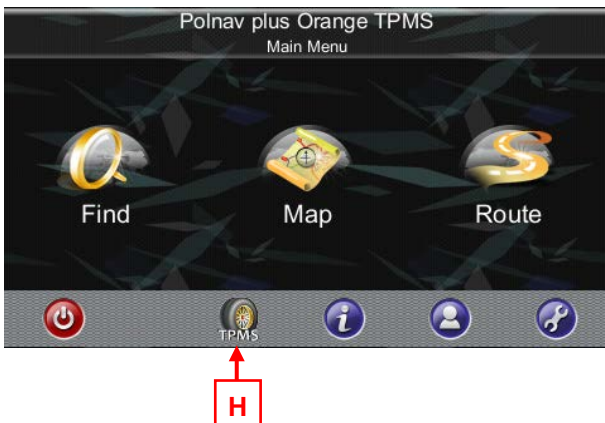 Polnav plus Orange TPMS
Main Menu
Find Map Route
TPMS
H